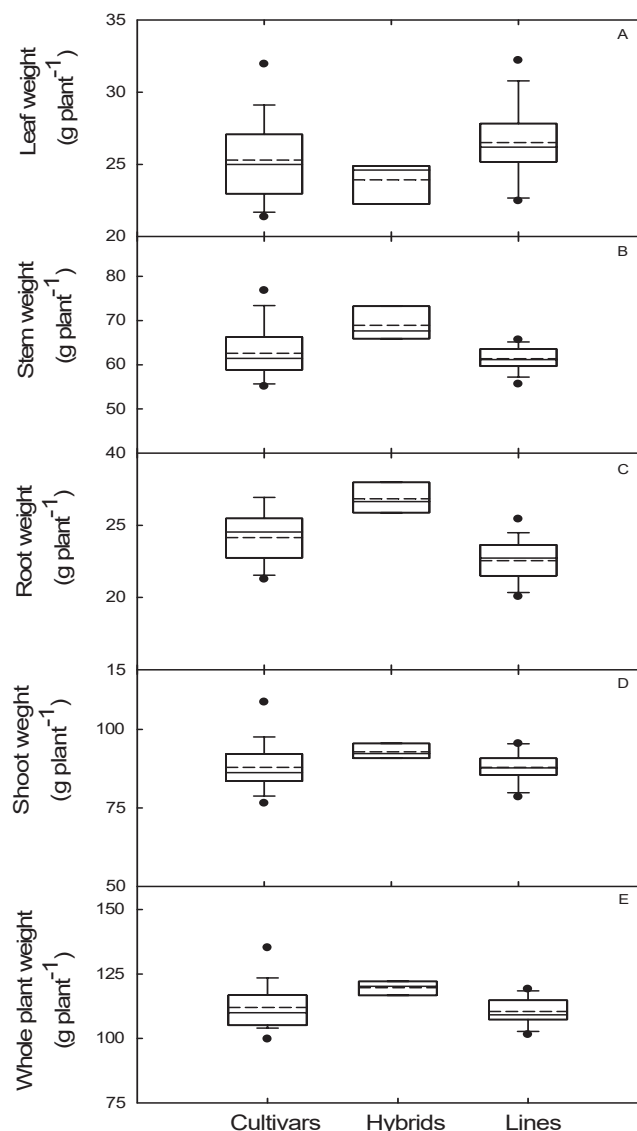 A
Leaf weight
(g plant⁻¹)
35
30
25
20
B
Stem weight
(g plant⁻¹)
80
70
60
50
40
C
Root weight
(g plant⁻¹)
25
20
15
D
Shoot weght
(g plant⁻¹)
100
75
50
E
Whole plant weight
(g plant⁻¹)
150
125
100
75
Cultivars Hybrids Lines